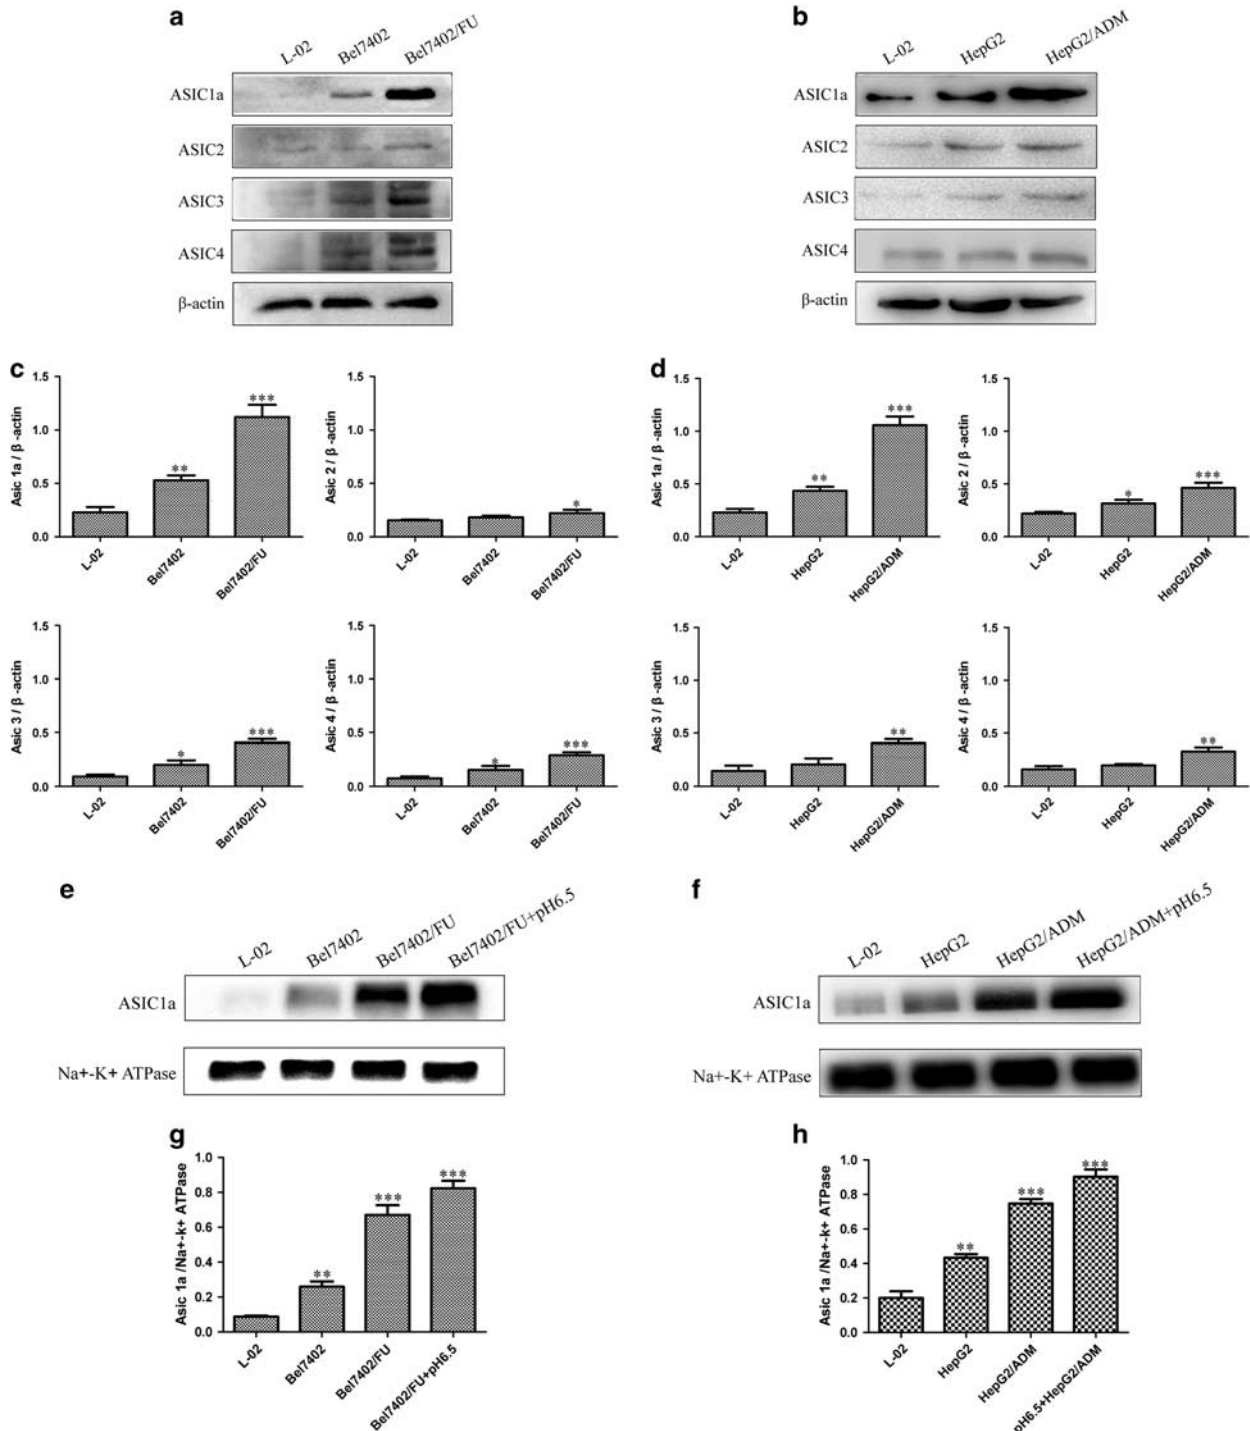 a
L-02 Bel7402 Bel7402/FU
ASIC1a
ASIC2
ASIC3
ASIC4
β-actin
b
L-02 HepG2 HepG2/ADM
ASIC1a
ASIC2
ASIC3
ASIC4
β-actin
c
Asic 1a / β -actin
1.5
1.0
0.5
0.0
** ***
L-02 Bel7402 Bel7402/FU
Asic 2 / β -actin
1.5
1.0
0.5
0.0
*
L-02 Bel7402 Bel7402/FU
Asic 3 / β -actin
1.5
1.0
0.5
0.0
* ***
L-02 Bel7402 Bel7402/FU
Asic 4 / β -actin
1.5
1.0
0.5
0.0
* ***
L-02 Bel7402 Bel7402/FU
d
Asic 1a / β -actin
1.5
1.0
0.5
0.0
** ***
L-02 HepG2 HepG2/ADM
Asic 2 / β -actin
1.5
1.0
0.5
0.0
* ***
L-02 HepG2 HepG2/ADM
Asic 3 / β -actin
1.5
1.0
0.5
0.0
**
L-02 HepG2 HepG2/ADM
Asic 4 / β -actin
1.5
1.0
0.5
0.0
**
L-02 HepG2 HepG2/ADM
e
L-02 Bel7402 Bel7402/FU Bel7402/FU+pH6.5
ASIC1a
Na+-K+ ATPase
f
L-02 HepG2 HepG2/ADM HepG2/ADM+pH6.5
ASIC1a
Na+-K+ ATPase
g
Asic 1a /Na+-k+ ATPase
1.0
0.8
0.6
0.4
0.2
0.0
** *** ***
L-02 Bel7402 Bel7402/FU Bel7402/FU+pH6.5
h
Asic 1a /Na+-k+ ATPase
1.0
0.8
0.6
0.4
0.2
0.0
** *** ***
L-02 HepG2 HepG2/ADM pH6.5+HepG2/ADM